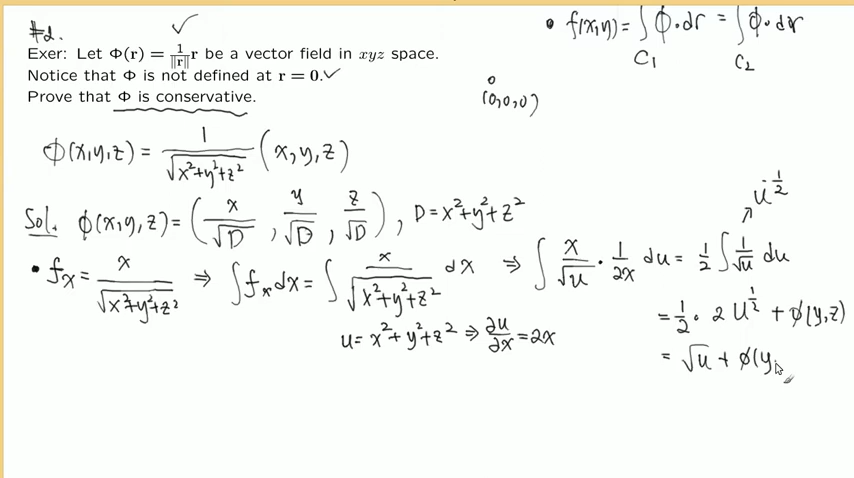 #2. ✓
Exer: Let Φ(r) = 1/‖r‖ r be a vector field in xyz space.
Notice that Φ is not defined at r = 0. ✓
Prove that Φ is conservative.
• f(x,y) = ∫ Φ·dr = ∫ Φ·dr
C₁ C₂
(0,0,0)
ϕ(x,y,z) = 1/√(x²+y²+z²) (x,y,z)
Sol. ϕ(x,y,z) = (x/√D, y/√D, z/√D), D = x²+y²+z²
u^(-1/2)
• fₓ = x/√(x²+y²+z²) ⇒ ∫ fₓ dx = ∫ x/√(x²+y²+z²) dx ⇒ ∫ x/√u · 1/2x du = 1/2 ∫ 1/√u du
u = x²+y²+z² ⇒ ∂u/∂x = 2x
= 1/2 · 2 u^(1/2) + ϕ(y,z)
= √u + ϕ(y,